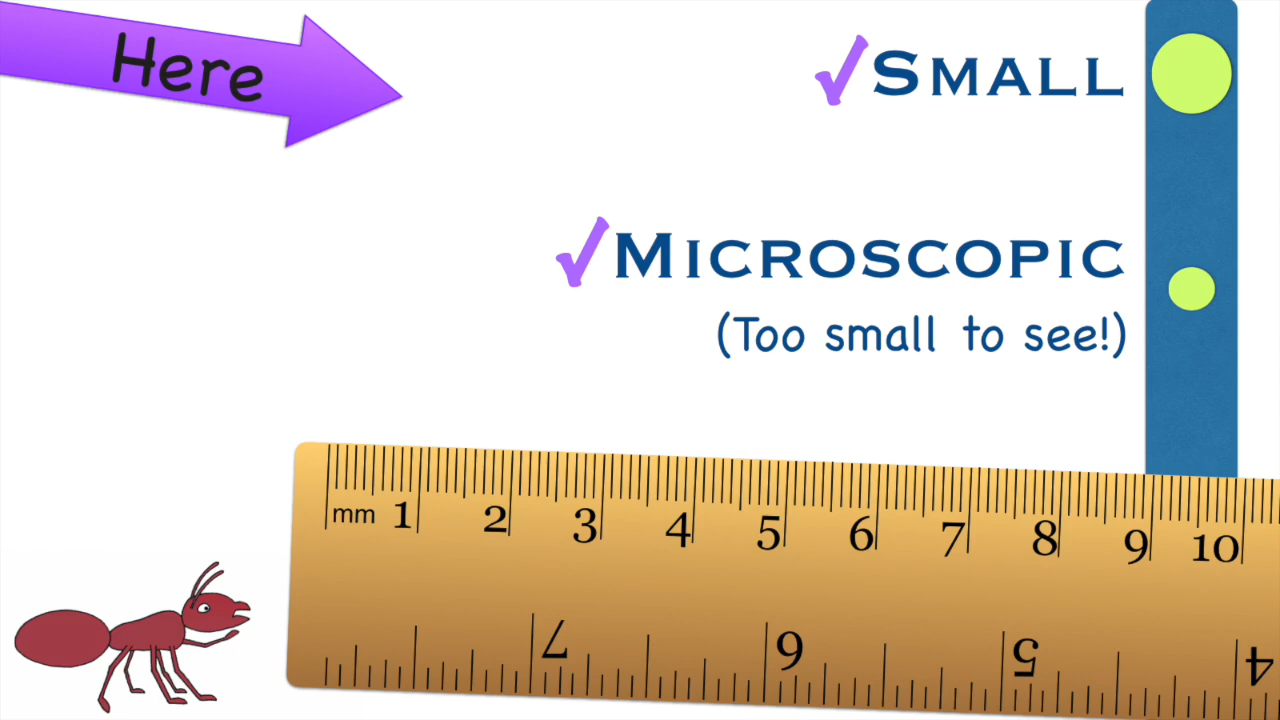 Here
✓SMALL
✓MICROSCOPIC
(Too small to see!)
mm 1 2 3 4 5 6 7 8 9 10
7 6 5 4